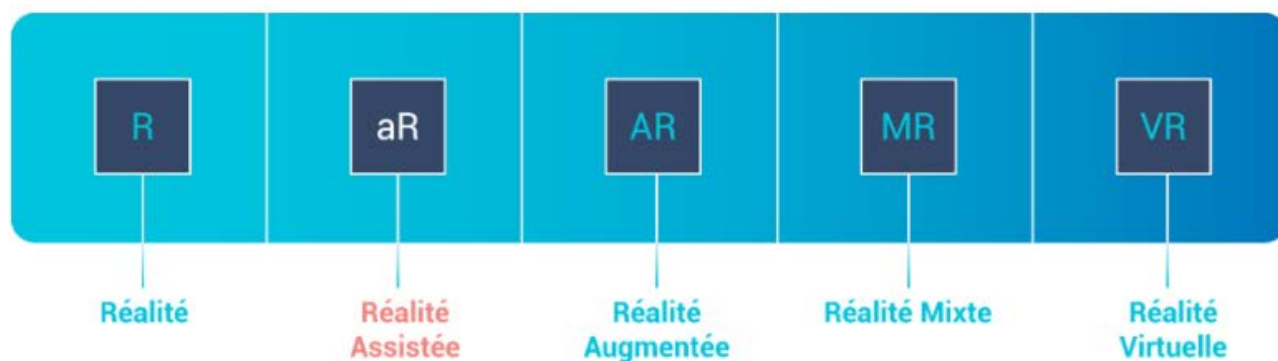 R
aR
AR
MR
VR
Réalité
Réalité
Assistée
Réalité
Augmentée
Réalité Mixte
Réalité
Virtuelle